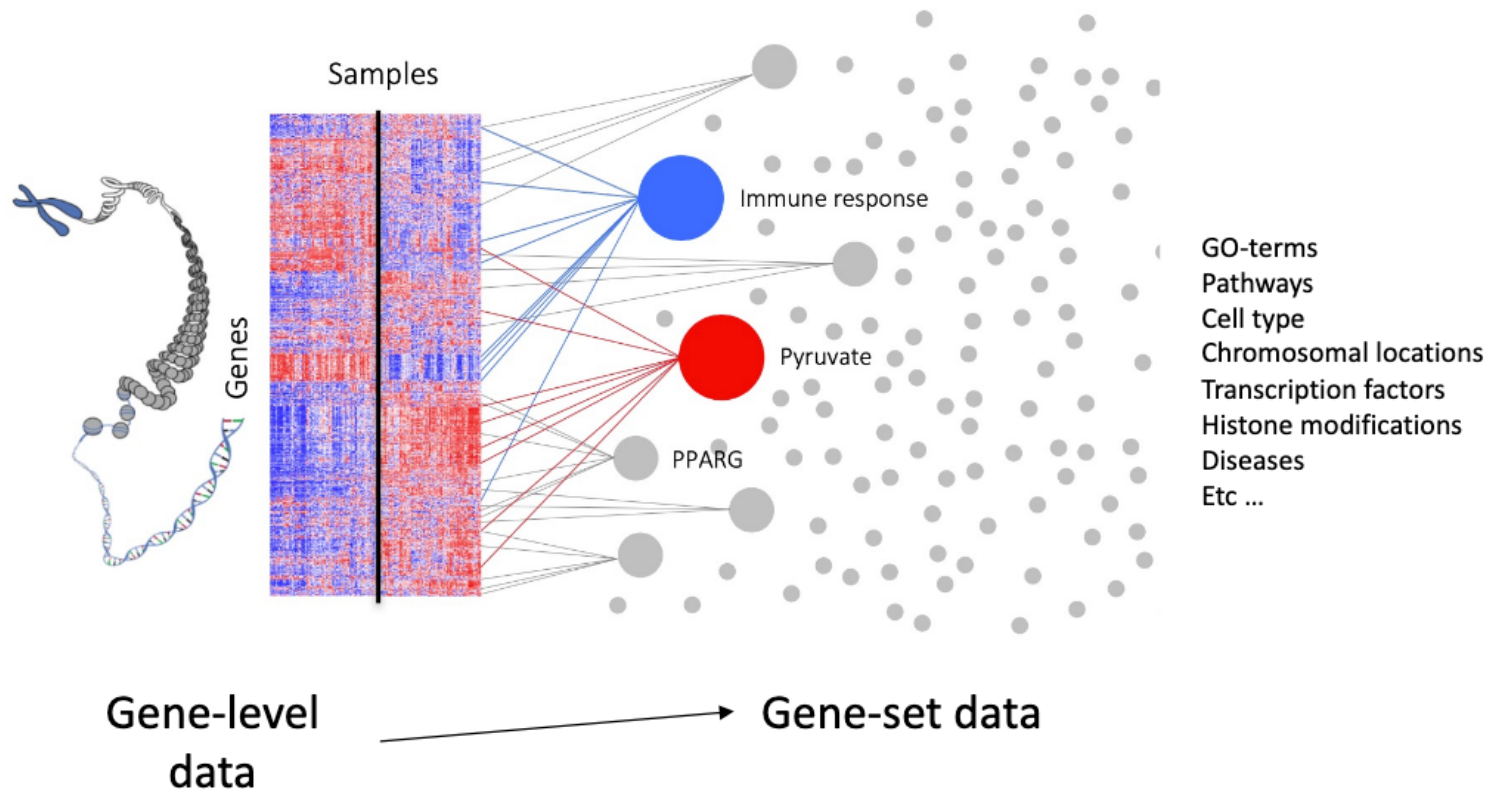 Samples
Genes
Immune response
Pyruvate
PPARG
GO-terms
Pathways
Cell type
Chromosomal locations
Transcription factors
Histone modifications
Diseases
Etc ...
Gene-level
data
Gene-set data